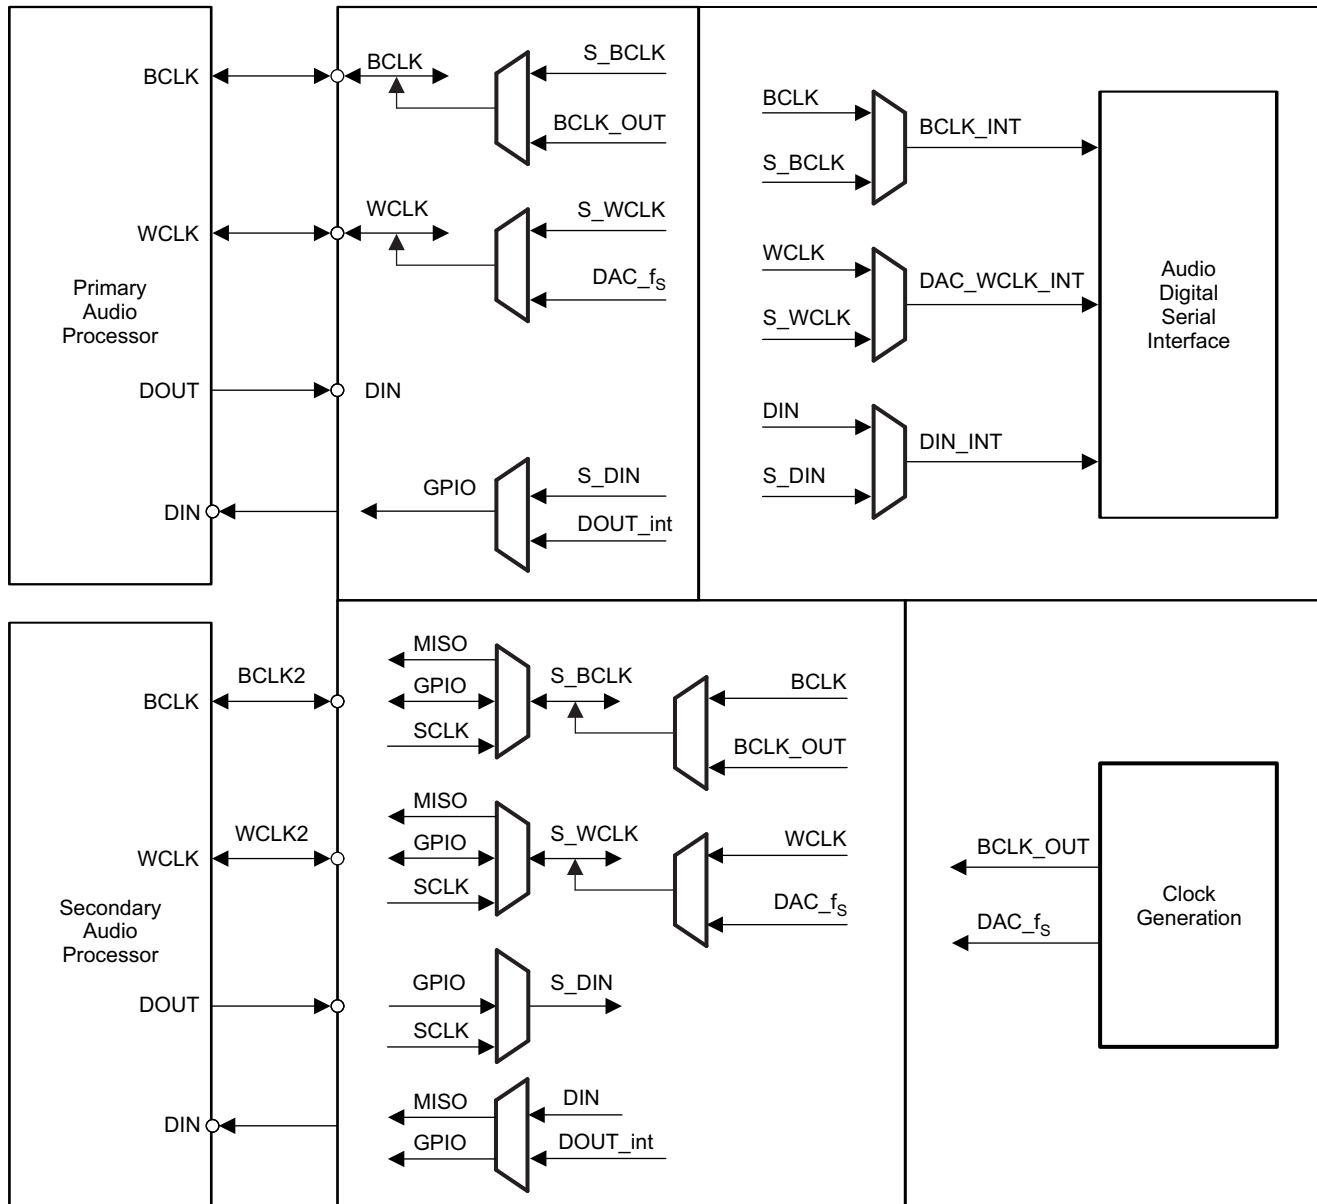 BCLK
WCLK
Primary
Audio
Processor
DOUT
DIN
BCLK
S_BCLK
BCLK_OUT
WCLK
S_WCLK
DAC_fS
DIN
GPIO
S_DIN
DOUT_int
BCLK
S_BCLK
BCLK_INT
WCLK
S_WCLK
DAC_WCLK_INT
DIN
S_DIN
DIN_INT
Audio
Digital
Serial
Interface
BCLK
BCLK2
WCLK
WCLK2
Secondary
Audio
Processor
DOUT
DIN
MISO
GPIO
SCLK
S_BCLK
BCLK
BCLK_OUT
MISO
GPIO
SCLK
S_WCLK
WCLK
DAC_fS
GPIO
SCLK
S_DIN
MISO
GPIO
DIN
DOUT_int
BCLK_OUT
DAC_fS
Clock
Generation